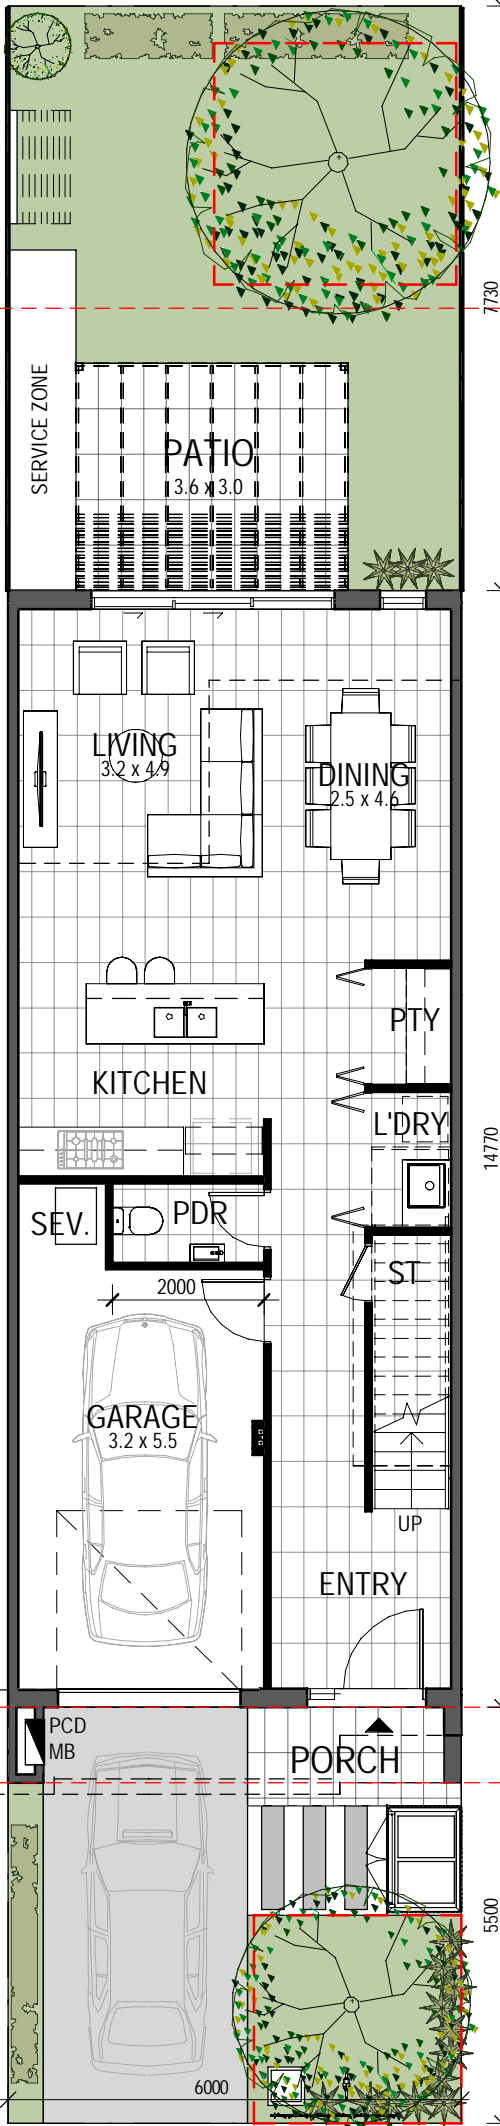 7730
SERVICE ZONE
PATIO
3.6 x 3.0
LIVING
3.2 x 4.9
DINING
2.5 x 4.6
PTY
KITCHEN
L'DRY
14770
SEV.
PDR
ST
2000
GARAGE
3.2 x 5.5
UP
ENTRY
PCD
MB
PORCH
5500
6000